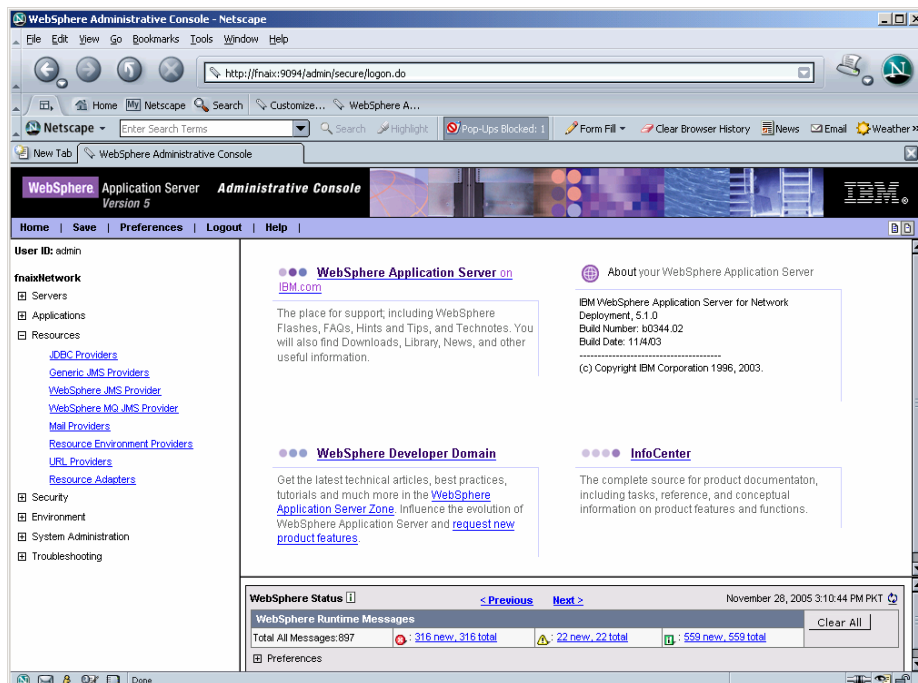 WebSphere Administrative Console - Netscape
File Edit View Go Bookmarks Tools Window Help
http://fnaix:9094/admin/secure/logon.do
N
Home My Netscape Search Customize... WebSphere A...
Netscape Enter Search Terms Search Highlight Pop-Ups Blocked: 1 Form Fill Clear Browser History News Email Weather
New Tab WebSphere Administrative Console
WebSphere Application Server Administrative Console
Version 5
IBM
Home | Save | Preferences | Logout | Help |
User ID: admin
fnaixNetwork
Servers
Applications
Resources
JDBC Providers
Generic JMS Providers
WebSphere JMS Provider
WebSphere MQ JMS Provider
Mail Providers
Resource Environment Providers
URL Providers
Resource Adapters
Security
Environment
System Administration
Troubleshooting
WebSphere Application Server on
IBM.com
The place for support; including WebSphere
Flashes, FAQs, Hints and Tips, and Technotes. You
will also find Downloads, Library, News, and other
useful information.
About your WebSphere Application Server
IBM WebSphere Application Server for Network
Deployment, 5.1.0
Build Number: b0344.02
Build Date: 11/4/03
----------------------------------------
(c) Copyright IBM Corporation 1996, 2003.
WebSphere Developer Domain
Get the latest technical articles, best practices,
tutorials and much more in the WebSphere
Application Server Zone. Influence the evolution of
WebSphere Application Server and request new
product features.
InfoCenter
The complete source for product documentaton,
including tasks, reference, and conceptual
information on product features and functions.
WebSphere Status < Previous Next > November 28, 2005 3:10:44 PM PKT
WebSphere Runtime Messages
Clear All
Total All Messages:897 : 316 new, 316 total : 22 new, 22 total : 559 new, 559 total
Preferences
Done